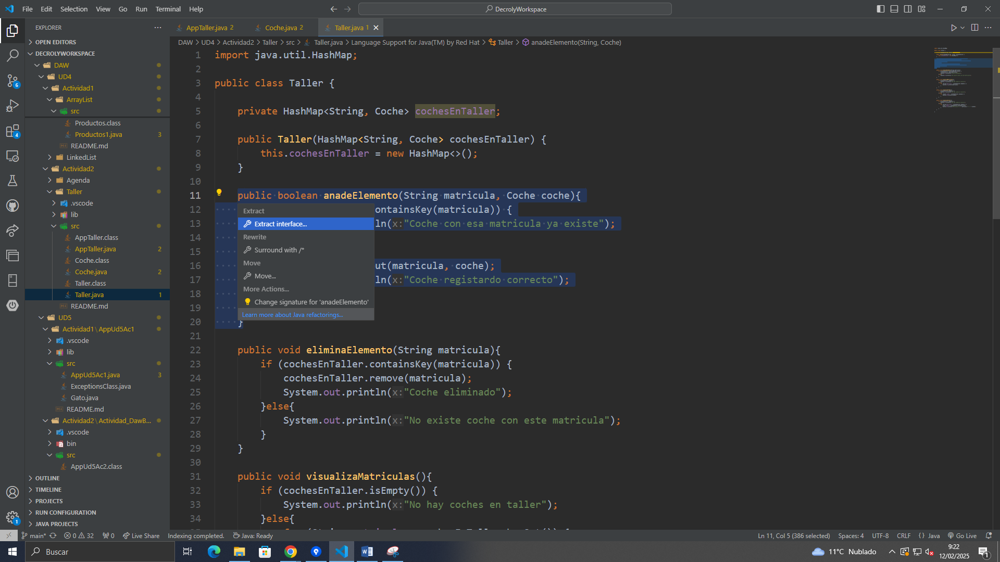 File Edit Selection View Go Run Terminal Help
DecrolyWorkspace
EXPLORER
OPEN EDITORS
DECROLYWORKSPACE
DAW
UD4
Actividad1
ArrayList
src
Productos.class
Productos1.java 3
README.md
LinkedList
Actividad2
Agenda
Taller
.vscode
lib
src
AppTaller.class
AppTaller.java 2
Coche.class
Coche.java 2
Taller.class
Taller.java 1
README.md
UD5
Actividad1\AppUd5Ac1
.vscode
lib
src
AppUd5Ac1.java 3
ExceptionsClass.java
Gato.java
README.md
Actividad2\Actividad_DawB...
.vscode
bin
src
AppUd5Ac2.class
OUTLINE
TIMELINE
PROJECTS
RUN CONFIGURATION
JAVA PROJECTS
6
4
1
AppTaller.java 2 Coche.java 2 Taller.java 1
DAW > UD4 > Actividad2 > Taller > src > Taller.java > Language Support for Java(TM) by Red Hat > Taller > anadeElemento(String, Coche)
1 import java.util.HashMap;
2
3 public class Taller {
4
5 private HashMap<String, Coche> cochesEnTaller;
6
7 public Taller(HashMap<String, Coche> cochesEnTaller) {
8 this.cochesEnTaller = new HashMap<>();
9 }
10
11 public boolean anadeElemento(String matricula, Coche coche){
12 ontainsKey(matricula)) {
13 ln(x:"Coche con esa matricula ya existe");
14
15
16 ut(matricula, coche);
17 ln(x:"Coche registardo correcto");
18
19
20 }
21
22 public void eliminaElemento(String matricula){
23 if (cochesEnTaller.containsKey(matricula)) {
24 cochesEnTaller.remove(matricula);
25 System.out.println(x:"Coche eliminado");
26 }else{
27 System.out.println(x:"No existe coche con este matricula");
28 }
29 }
30
31 public void visualizaMatriculas(){
32 if (cochesEnTaller.isEmpty()) {
33 System.out.println(x:"No hay coches en taller");
34 }else{
Extract
Extract interface...
Rewrite
Surround with /*
Move
Move...
More Actions...
Change signature for 'anadeElemento'
Learn more about Java refactorings...
main* 0 32 0 Live Share Indexing completed. Java: Ready
Ln 11, Col 5 (386 selected) Spaces: 4 UTF-8 CRLF {} Java Go Live
Buscar
11°C Nublado
9:22
12/02/2025
1